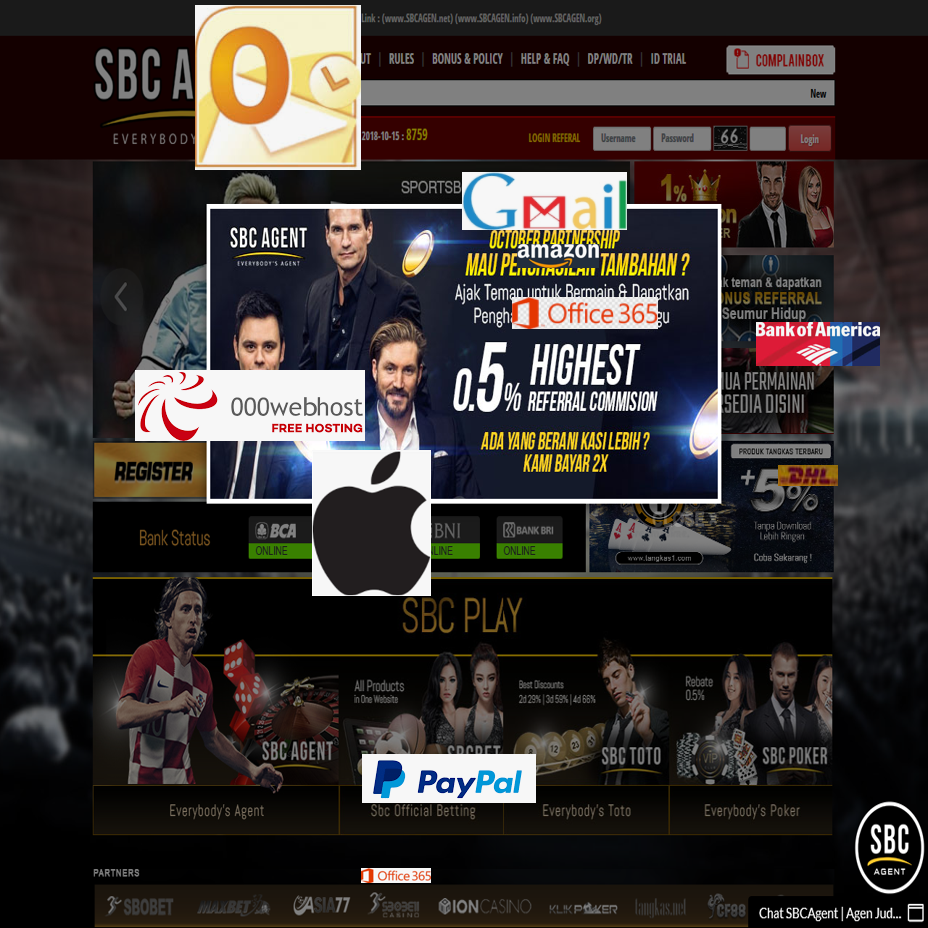 Link : (www.SBCAGEN.net) (www.SBCAGEN.info) (www.SBCAGEN.org)
SBC A
EVERYBODY
UT | RULES | BONUS & POLICY | HELP & FAQ | DP/WD/TR | ID TRIAL
COMPLAINBOX
New
2018-10-15 : 8759
LOGIN REFERAL
Username
Password
66
Login
SPORTSB
Gmail
1%
SBC AGENT
EVERYBODY'S AGENT
OCTOBER PARTNERSHIP
amazon
MAU PENGHASILAN TAMBAHAN ?
Ajak Teman untuk Bermain & Dapatkan
Office 365
0.5% HIGHEST
REFERRAL COMMISION
ADA YANG BERANI KASI LEBIH ?
KAMI BAYAR 2X
k teman & dapatkan
ONUS REFERRAL
Seumur Hidup
Bank of America
UA PERMAINAN
SEDIA DISINI
000webhost
FREE HOSTING
REGISTER
PRODUK TANGKAS TERBARU
DHL
+5%
Tanpa Download
Lebih Ringan
www.tangkas1.com
Coba Sekarang !
Bank Status
BCA
ONLINE
BNI
LINE
BANK BRI
ONLINE
SBC PLAY
SBC AGENT
All Products
in One Website
SBCBET
Best Discounts
2d 29% | 3d 59% | 4d 66%
SBC TOTO
Rebate
0.5%
VIP
SBC POKER
PayPal
Everybody's Agent
Sbc Official Betting
Everybody's Toto
Everybody's Poker
SBC
AGENT
PARTNERS
Office 365
SBOBET
MAXBET
ASIA77
SBOBET
CASINO
ION CASINO
KLIKPOKER
tangkas.net
CF88
Chat SBCAgent | Agen Jud...